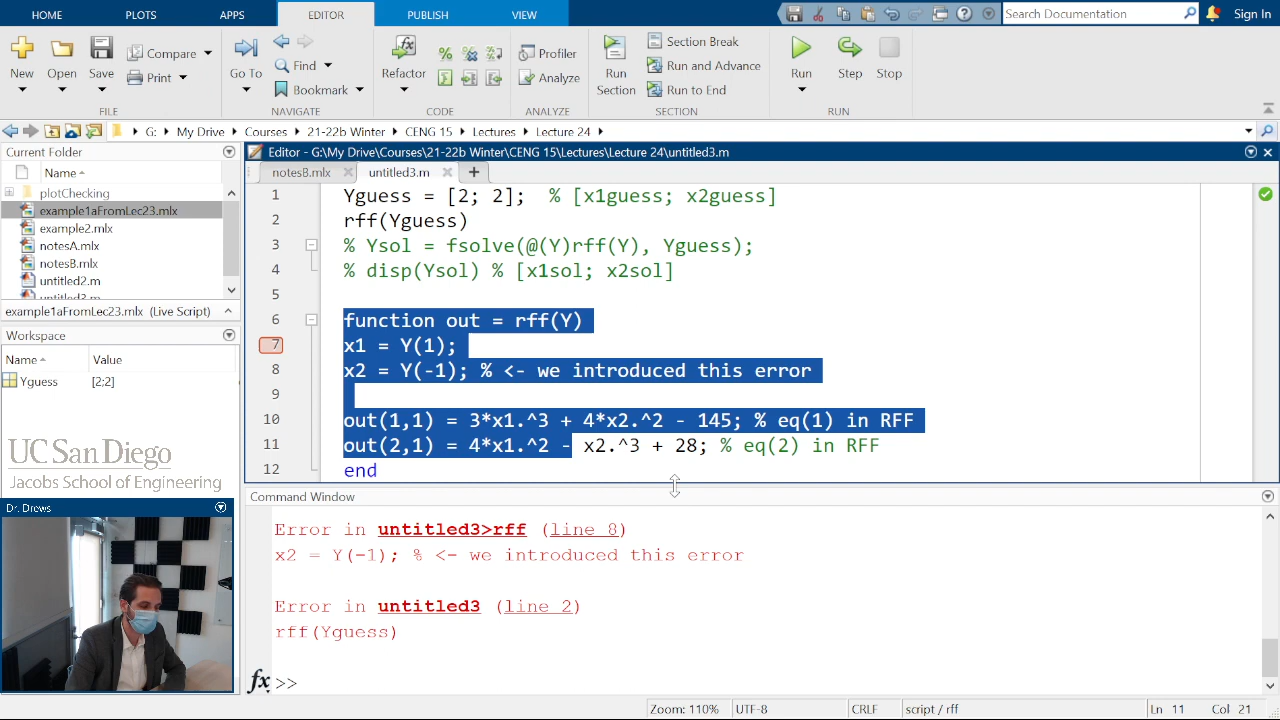 HOME PLOTS APPS EDITOR PUBLISH VIEW Search Documentation Sign In
New Open Save Compare Print Go To Find Bookmark Refactor Profiler Analyze Run Section Section Break Run and Advance Run to End Run Step Stop
FILE NAVIGATE CODE ANALYZE SECTION RUN
G: My Drive Courses 21-22b Winter CENG 15 Lectures Lecture 24
Current Folder
Name
plotChecking
example1aFromLec23.mlx
example2.mlx
notesA.mlx
notesB.mlx
untitled2.m
untitled3.m
example1aFromLec23.mlx (Live Script)
Workspace
Name Value
Yguess [2;2]
UC San Diego
Jacobs School of Engineering
Dr. Drews
Editor - G:\My Drive\Courses\21-22b Winter\CENG 15\Lectures\Lecture 24\untitled3.m
notesB.mlx untitled3.m
1 Yguess = [2; 2]; % [x1guess; x2guess]
2 rff(Yguess)
3 % Ysol = fsolve(@(Y)rff(Y), Yguess);
4 % disp(Ysol) % [x1sol; x2sol]
5
6 function out = rff(Y)
7 x1 = Y(1);
8 x2 = Y(-1); % <- we introduced this error
9
10 out(1,1) = 3*x1.^3 + 4*x2.^2 - 145; % eq(1) in RFF
11 out(2,1) = 4*x1.^2 - x2.^3 + 28; % eq(2) in RFF
12 end
Command Window
Error in untitled3>rff (line 8)
x2 = Y(-1); % <- we introduced this error
Error in untitled3 (line 2)
rff(Yguess)
fx >>
Zoom: 110% UTF-8 CRLF script / rff Ln 11 Col 21